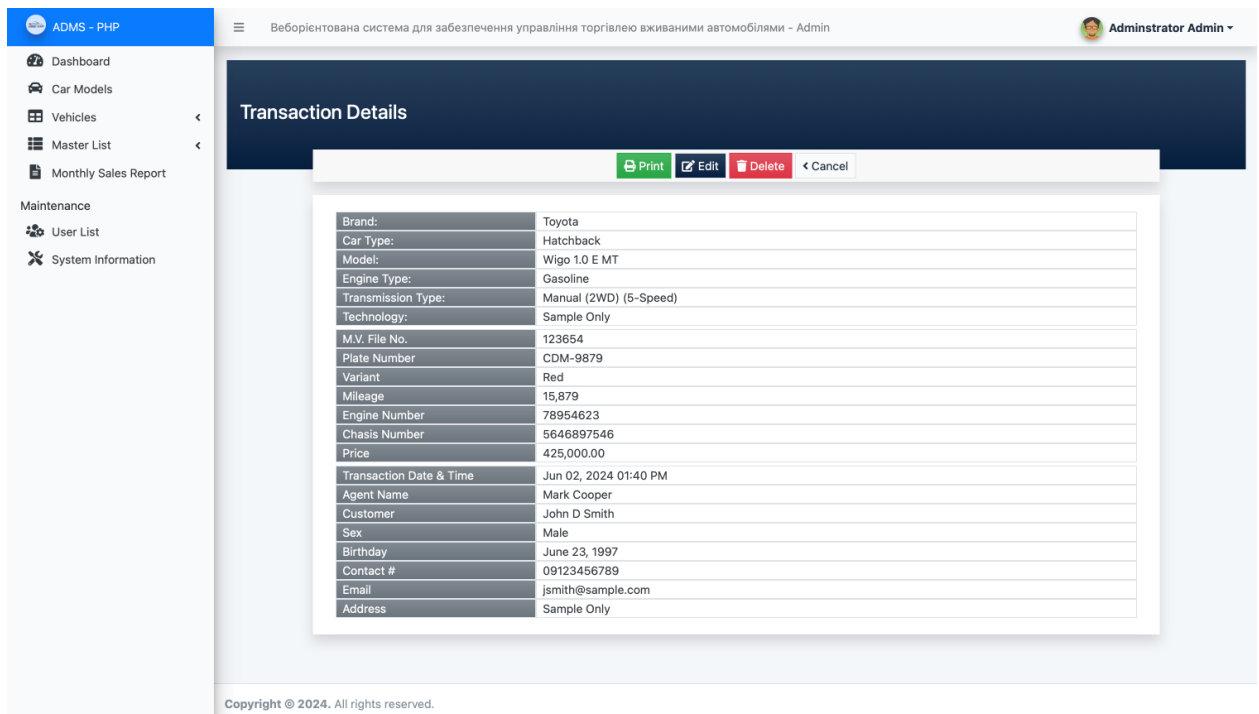 ADMS - PHP
Веборієнтована система для забезпечення управління торгівлею вживаними автомобілями - Admin
Adminstrator Admin
Dashboard
Car Models
Vehicles
Master List
Monthly Sales Report
Maintenance
User List
System Information
Transaction Details
Print Edit Delete Cancel
Brand: Toyota
Car Type: Hatchback
Model: Wigo 1.0 E MT
Engine Type: Gasoline
Transmission Type: Manual (2WD) (5-Speed)
Technology: Sample Only
M.V. File No. 123654
Plate Number CDM-9879
Variant Red
Mileage 15,879
Engine Number 78954623
Chasis Number 5646897546
Price 425,000.00
Transaction Date & Time Jun 02, 2024 01:40 PM
Agent Name Mark Cooper
Customer John D Smith
Sex Male
Birthday June 23, 1997
Contact # 09123456789
Email jsmith@sample.com
Address Sample Only
Copyright © 2024. All rights reserved.